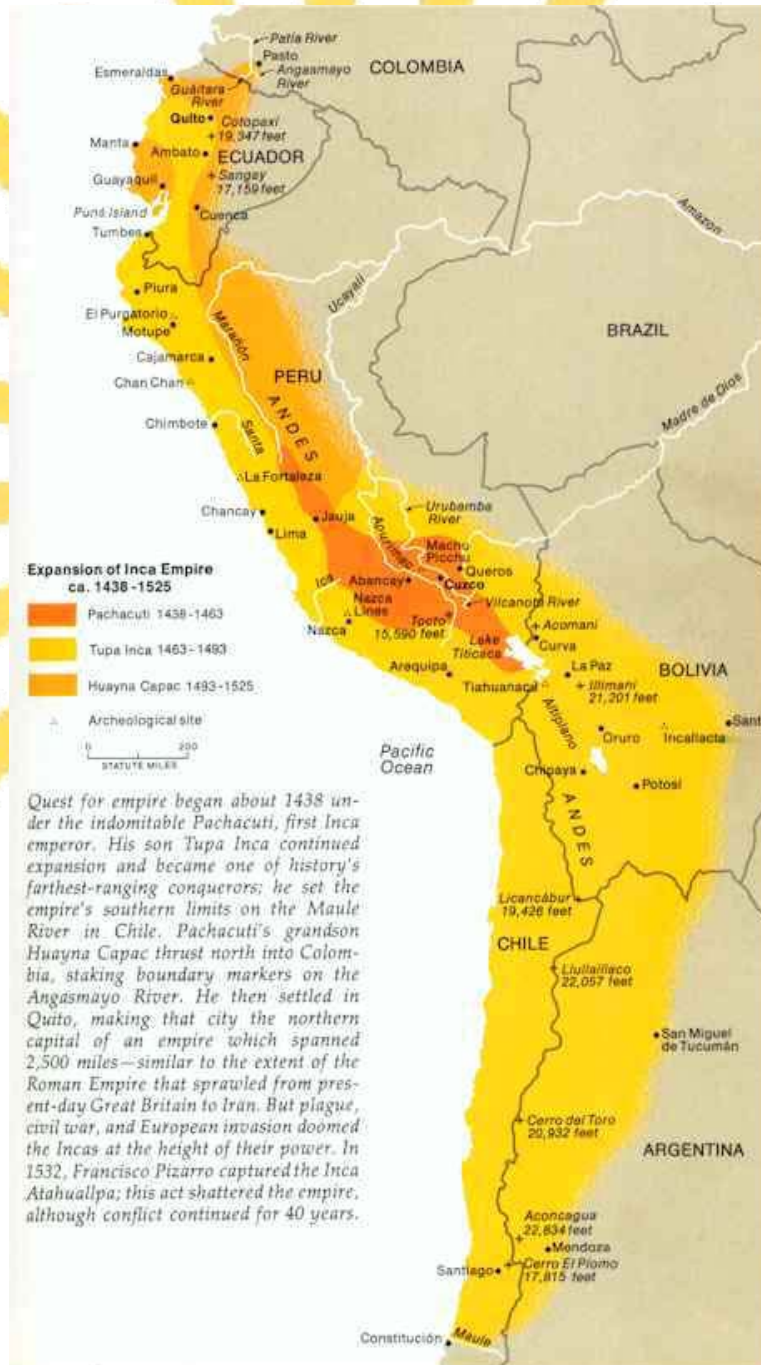 Patía River
Pasto
Esmeraldas
Angasmayo
River
COLOMBIA
Guáitara
River
Quito
Cotopaxi
19,347 feet
Manta
Ambato
ECUADOR
Sangay
17,159 feet
Guayaquil
Puná Island
Cuenca
Tumbes
Amazon
Piura
Ucayali
El Purgatorio
Motupe
Marañón
BRAZIL
Cajamarca
PERU
Chan Chan
ANDES
Madre de Dios
Chimbote
Santa
La Fortaleza
Urubamba
River
Chancay
Jauja
Lima
Apurímac
Machu
Picchu
Queros
Expansion of Inca Empire
ca. 1438-1525
Ica
Abancay
Cuzco
Pachacuti 1438-1463
Nazca
Lines
Vilcanota River
Tocto
15,590 feet
Acomani
Nazca
Lake
Titicaca
Curva
Tupa Inca 1463-1493
Arequipa
La Paz
BOLIVIA
Huayna Capac 1493-1525
Tiahuanaco
Illimani
21,201 feet
Archeological site
Altiplano
Sant
Oruro
Incallacta
0 200
STATUTE MILES
Pacific
Ocean
Chipaya
Potosí
ANDES
Quest for empire began about 1438 un-
der the indomitable Pachacuti, first Inca
emperor. His son Tupa Inca continued
expansion and became one of history's
farthest-ranging conquerors; he set the
empire's southern limits on the Maule
River in Chile. Pachacuti's grandson
Huayna Capac thrust north into Colom-
bia, staking boundary markers on the
Angasmayo River. He then settled in
Quito, making that city the northern
capital of an empire which spanned
2,500 miles—similar to the extent of the
Roman Empire that sprawled from pres-
ent-day Great Britain to Iran. But plague,
civil war, and European invasion doomed
the Incas at the height of their power. In
1532, Francisco Pizarro captured the Inca
Atahuallpa; this act shattered the empire,
although conflict continued for 40 years.
Licancábur
19,426 feet
CHILE
Llullaillaco
22,057 feet
San Miguel
de Tucumán
Cerro del Toro
20,932 feet
ARGENTINA
Aconcagua
22,834 feet
Mendoza
Santiago
Cerro El Plomo
17,815 feet
Constitución
Maule